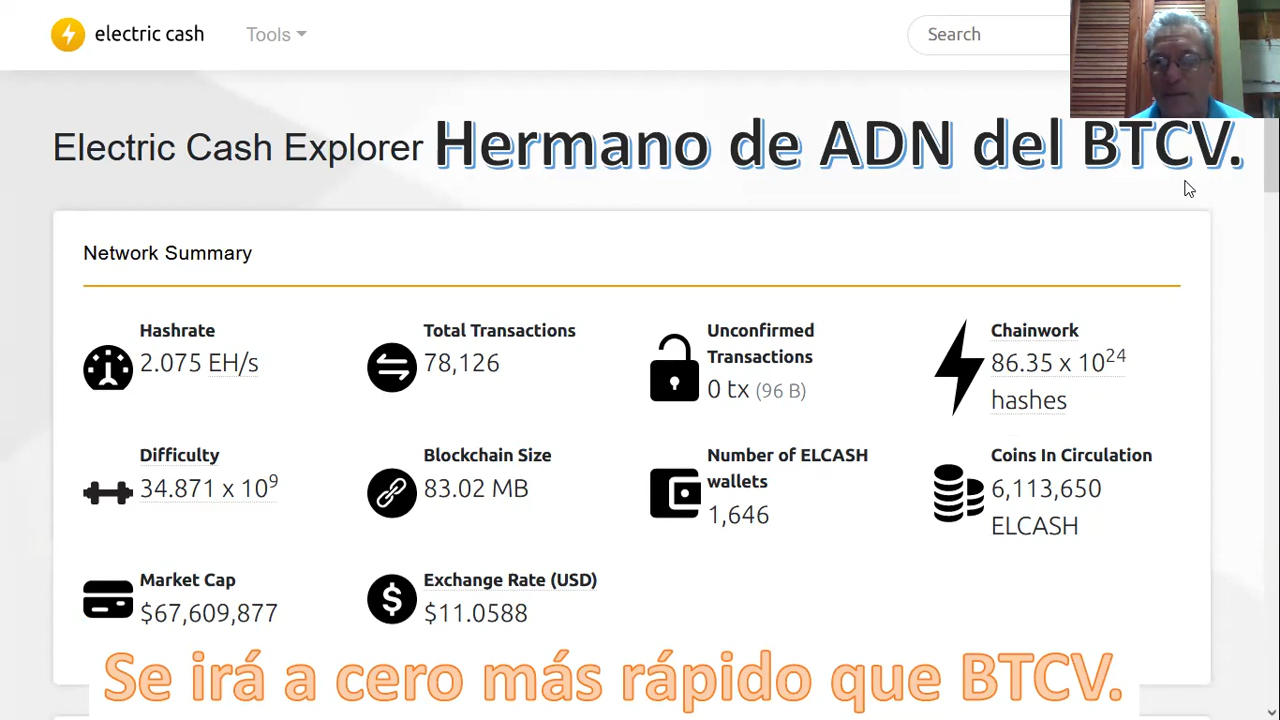 electric cash Tools Search
Electric Cash Explorer Hermano de ADN del BTCV.
Network Summary
Hashrate
2.075 EH/s
Total Transactions
78,126
Unconfirmed
Transactions
0 tx (96 B)
Chainwork
86.35 x 10²⁴
hashes
Difficulty
34.871 x 10⁹
Blockchain Size
83.02 MB
Number of ELCASH
wallets
1,646
Coins In Circulation
6,113,650
ELCASH
Market Cap
$67,609,877
Exchange Rate (USD)
$11.0588
Se irá a cero más rápido que BTCV.